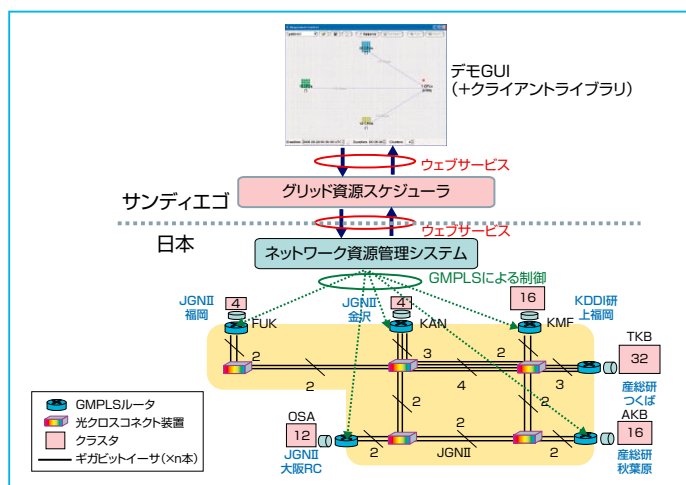 デモGUI
(+クライアントライブラリ)
ウェブサービス
グリッド資源スケジューラ
サンディエゴ
ウェブサービス
日本
ネットワーク資源管理システム
GMPLSによる制御
JGNII
福岡
4
FUK
JGNII
金沢
4
KAN
16
KMF
KDDI研
上福岡
TKB
32
産総研
つくば
2
3
2
2
4
3
2
2
OSA
12
JGNII
大阪RC
2
2
JGNII
2
AKB
16
産総研
秋葉原
GMPLSルータ
光クロスコネクト装置
クラスタ
ギガビットイーサ(×n本)